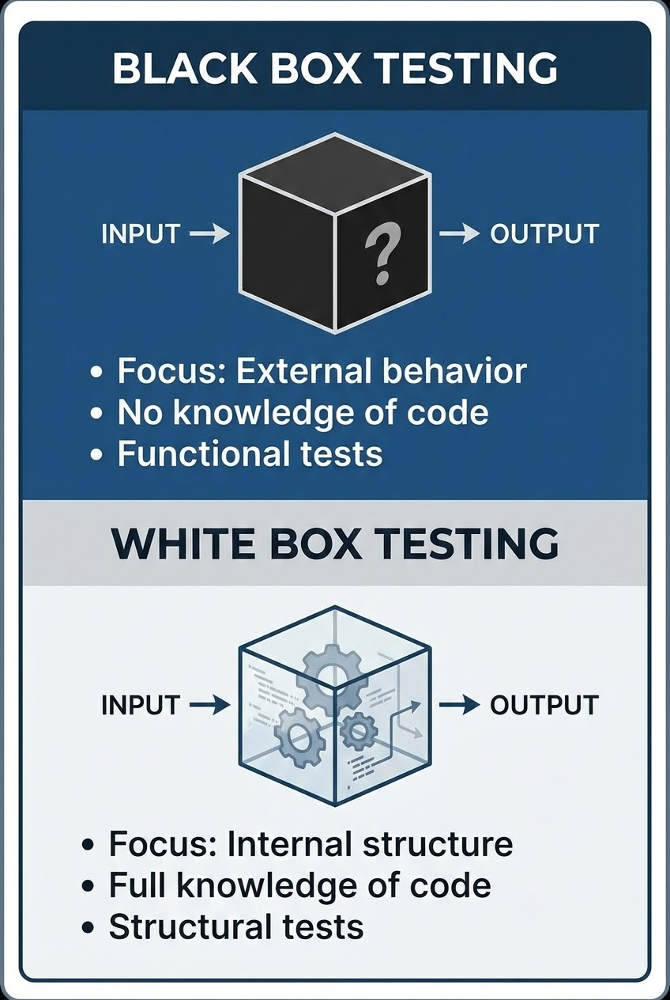 BLACK BOX TESTING
INPUT → ? → OUTPUT
• Focus: External behavior
• No knowledge of code
• Functional tests
WHITE BOX TESTING
INPUT → → OUTPUT
• Focus: Internal structure
• Full knowledge of code
• Structural tests